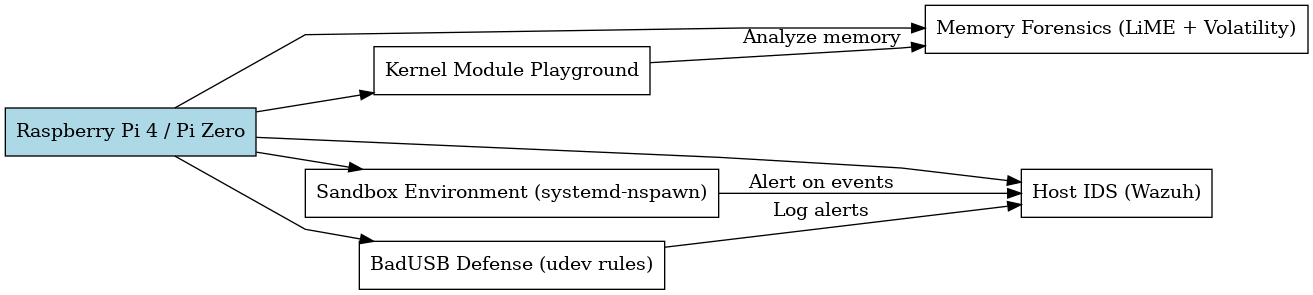 Memory Forensics (LiME + Volatility)
Analyze memory
Kernel Module Playground
Raspberry Pi 4 / Pi Zero
Sandbox Environment (systemd-nspawn)
Alert on events
Host IDS (Wazuh)
Log alerts
BadUSB Defense (udev rules)